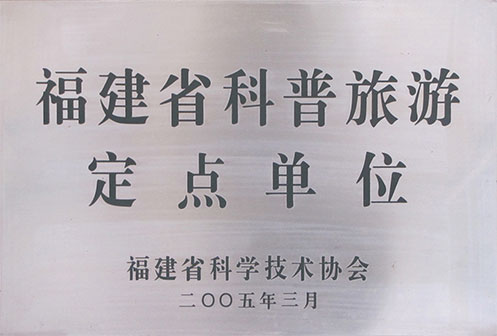 福建省科普旅游
定点单位
福建省科学技术协会
二〇〇五年三月